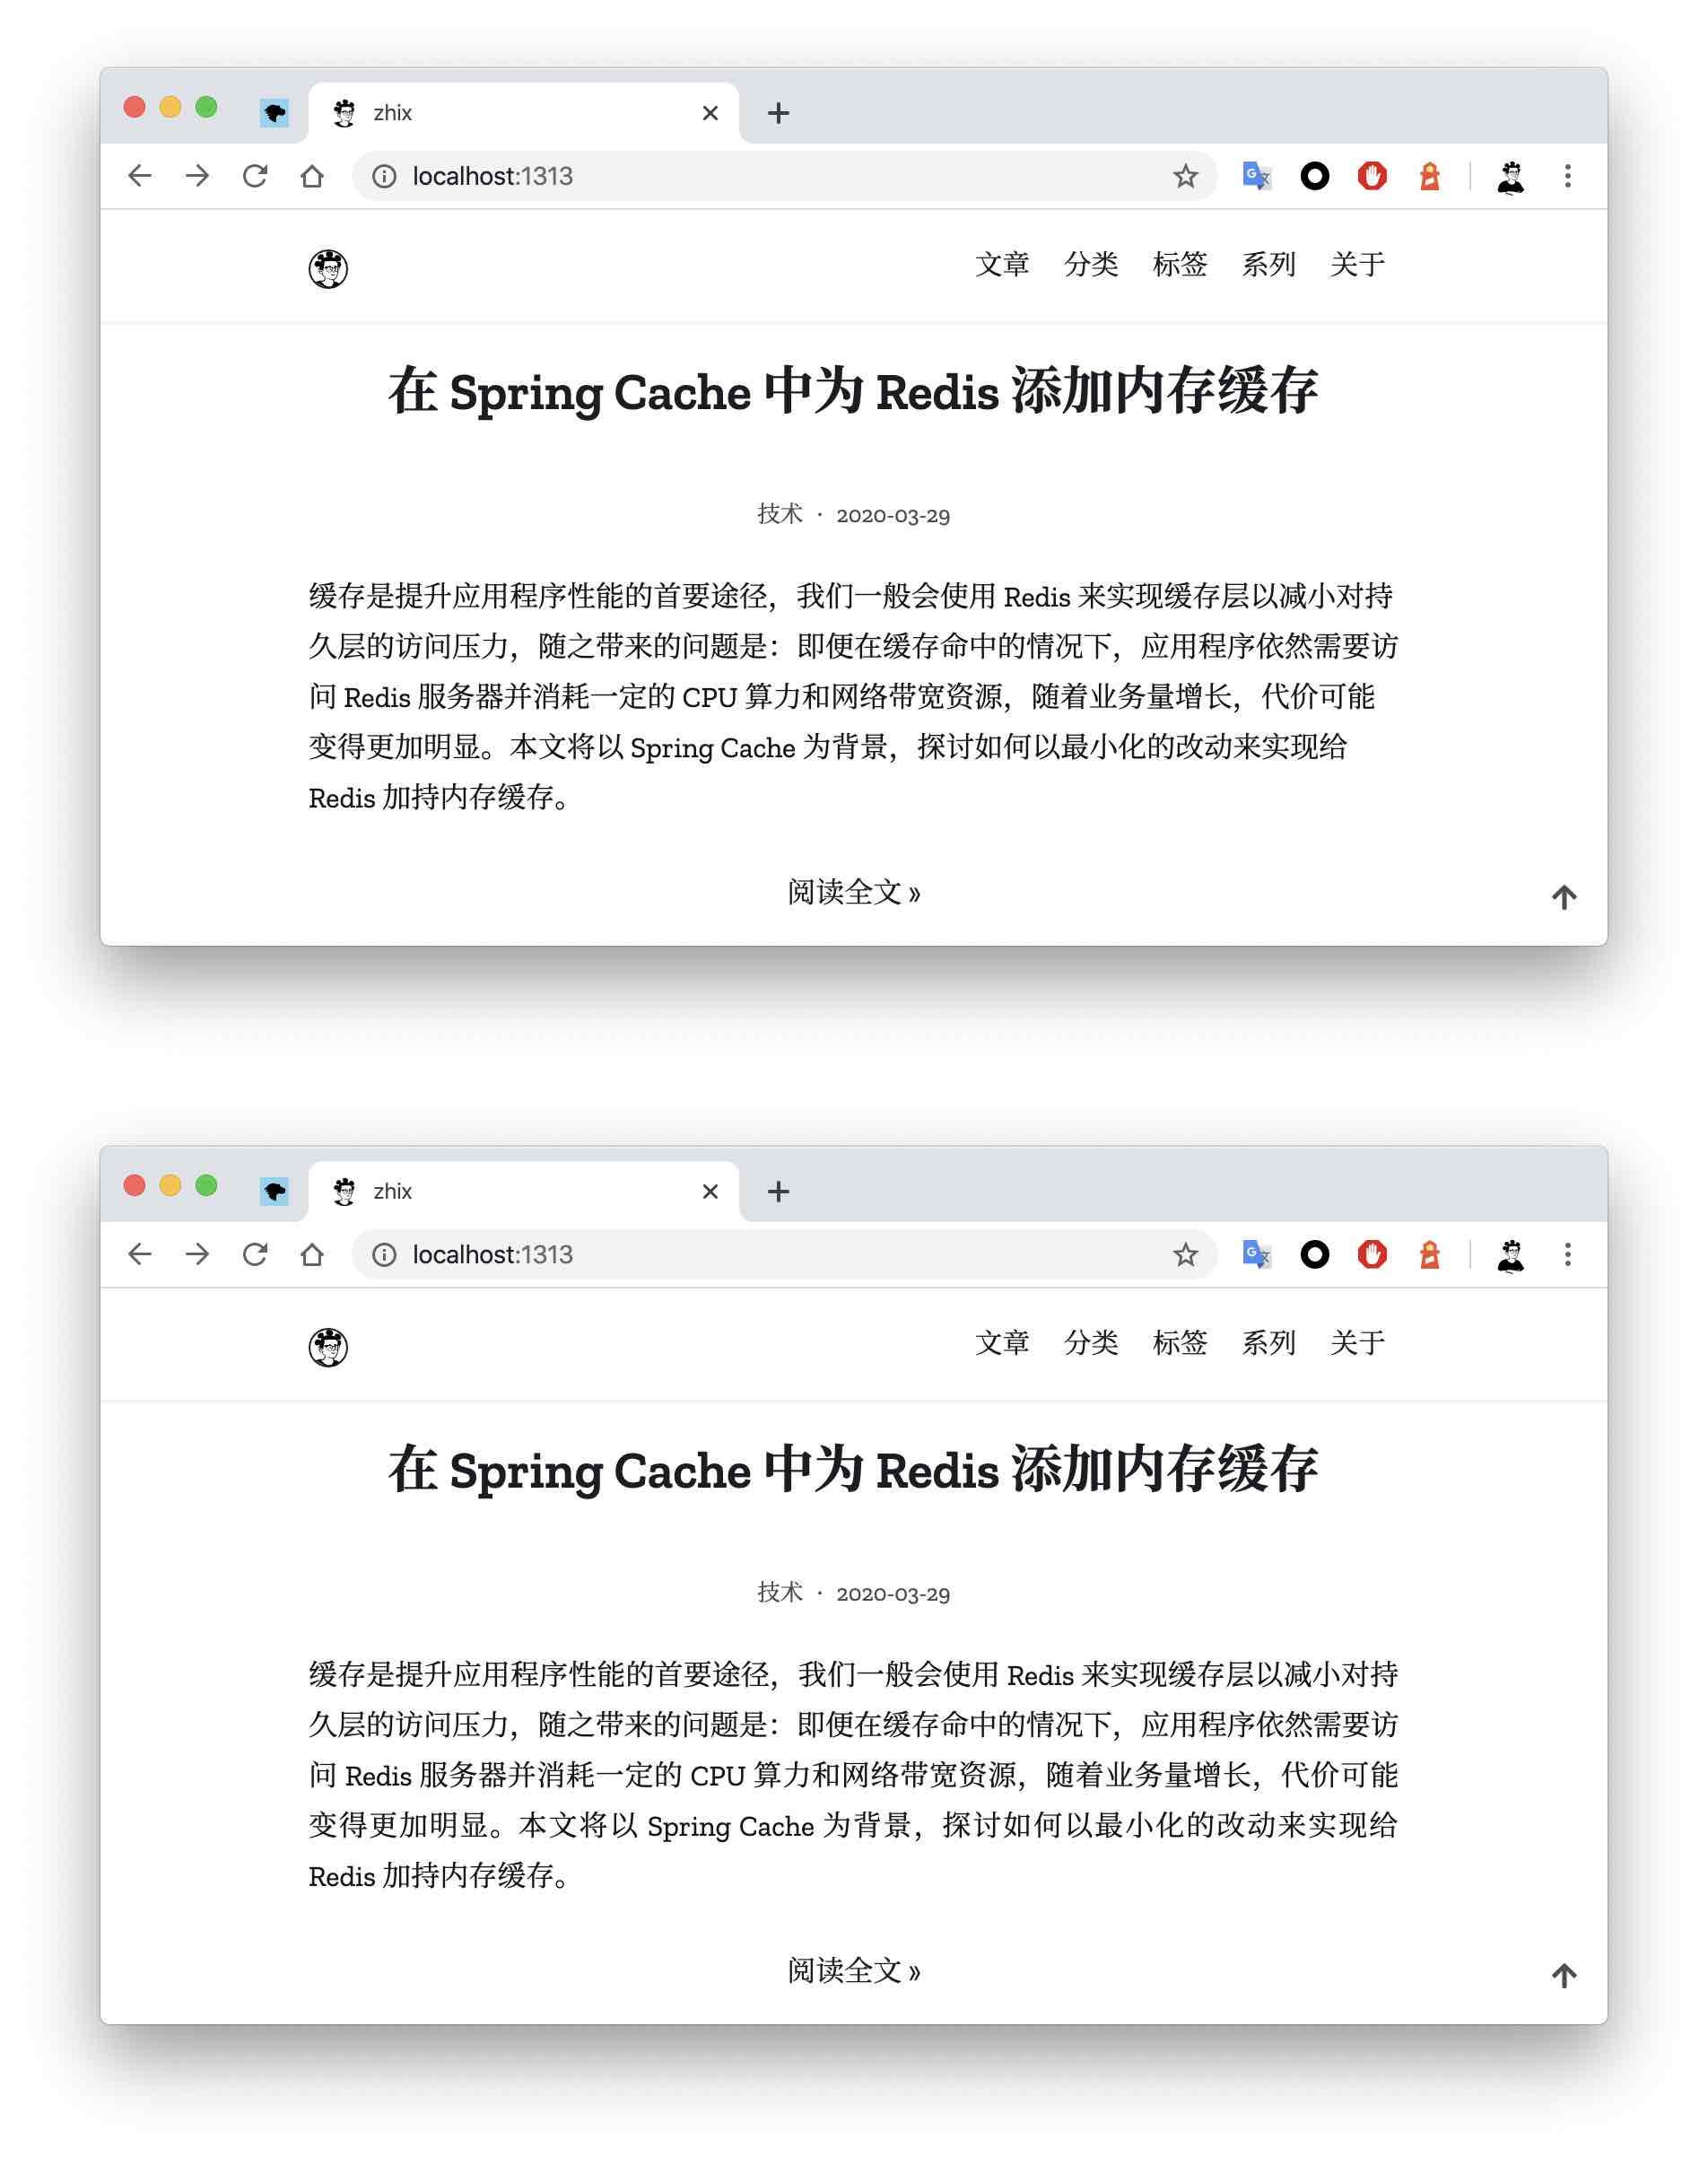 zhix
localhost:1313
文章 分类 标签 系列 关于
在 Spring Cache 中为 Redis 添加内存缓存
技术 · 2020-03-29
缓存是提升应用程序性能的首要途径，我们一般会使用 Redis 来实现缓存层以减小对持
久层的访问压力，随之带来的问题是：即便在缓存命中的情况下，应用程序依然需要访
问 Redis 服务器并消耗一定的 CPU 算力和网络带宽资源，随着业务量增长，代价可能
变得更加明显。本文将以 Spring Cache 为背景，探讨如何以最小化的改动来实现给
Redis 加持内存缓存。
阅读全文 »
zhix
localhost:1313
文章 分类 标签 系列 关于
在 Spring Cache 中为 Redis 添加内存缓存
技术 · 2020-03-29
缓存是提升应用程序性能的首要途径，我们一般会使用 Redis 来实现缓存层以减小对持
久层的访问压力，随之带来的问题是：即便在缓存命中的情况下，应用程序依然需要访
问 Redis 服务器并消耗一定的 CPU 算力和网络带宽资源，随着业务量增长，代价可能
变得更加明显。本文将以 Spring Cache 为背景，探讨如何以最小化的改动来实现给
Redis 加持内存缓存。
阅读全文 »